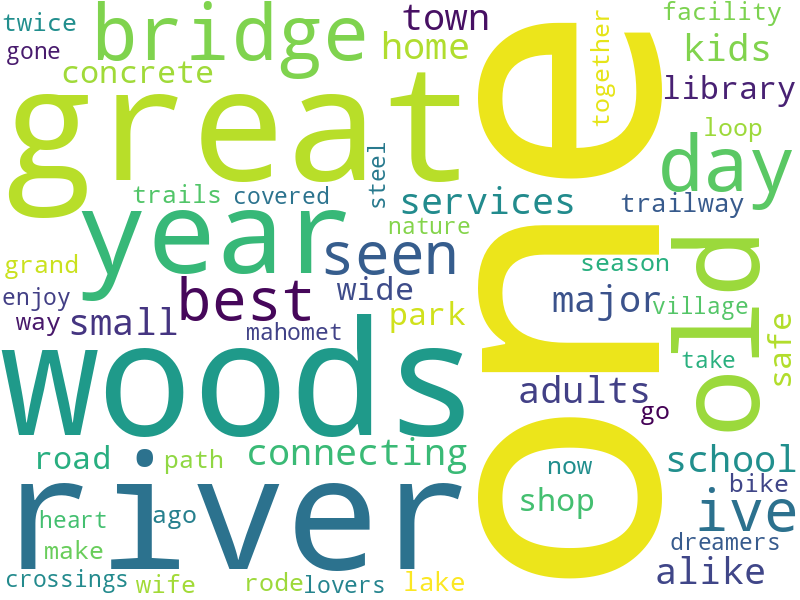 twice
bridge
town
facility
gone
home
together
kids
concrete
great
one
library
loop
day
steel
trails
covered
services
trailway
year
nature
seen
old
grand
season
enjoy
best
wide
major
village
way
small
mahomet
park
safe
woods
take
adults
go
road
path
connecting
now
school
river
bike
ive
heart
ago
shop
make
dreamers
crossings
wife
rode
lovers
lake
alike